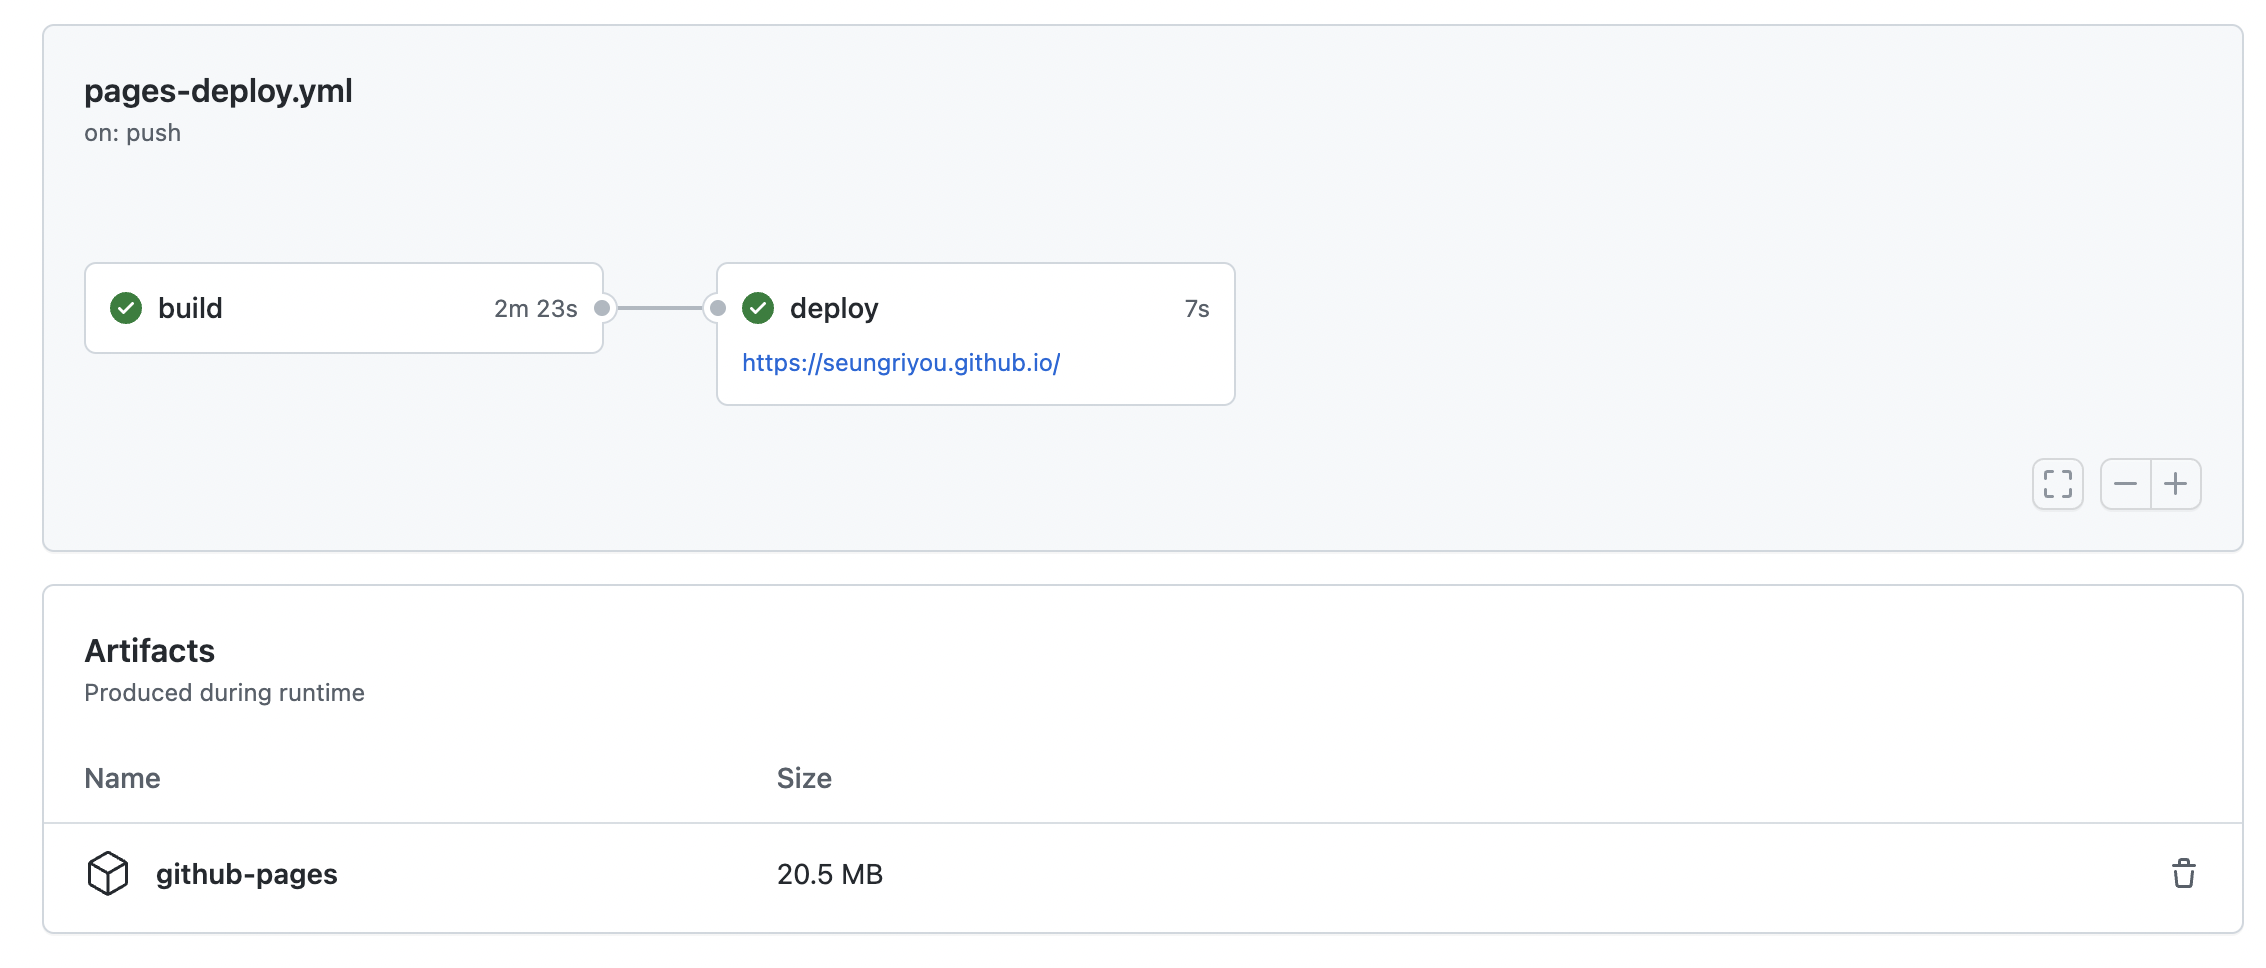 pages-deploy.yml
on: push
build 2m 23s
deploy 7s
https://seungriyou.github.io/
Artifacts
Produced during runtime
Name Size
github-pages 20.5 MB